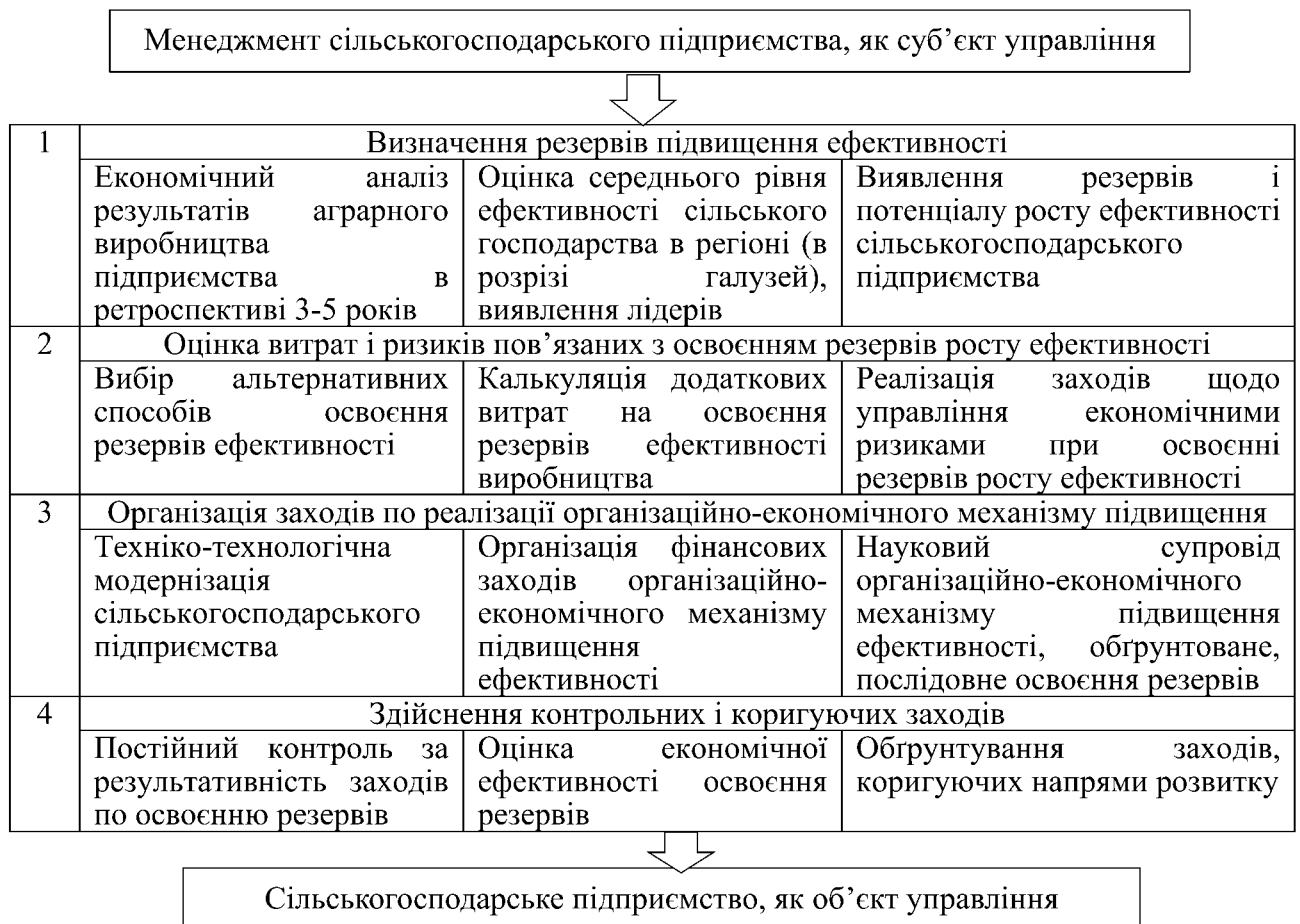 Менеджмент сільськогосподарського підприємства, як суб’єкт управління
1
Визначення резервів підвищення ефективності
Економічний аналіз
результатів аграрного
виробництва
підприємства в
ретроспективі 3-5 років
Оцінка середнього рівня
ефективності сільського
господарства в регіоні (в
розрізі галузей),
виявлення лідерів
Виявлення резервів і
потенціалу росту ефективності
сільськогосподарського
підприємства
2
Оцінка витрат і ризиків пов’язаних з освоєнням резервів росту ефективності
Вибір альтернативних
способів освоєння
резервів ефективності
Калькуляція додаткових
витрат на освоєння
резервів ефективності
виробництва
Реалізація заходів щодо
управління економічними
ризиками при освоєнні
резервів росту ефективності
3
Організація заходів по реалізації організаційно-економічного механізму підвищення
Техніко-технологічна
модернізація
сільськогосподарського
підприємства
Організація фінансових
заходів організаційно-
економічного механізму
підвищення
ефективності
Науковий супровід
організаційно-економічного
механізму підвищення
ефективності, обґрунтоване,
послідовне освоєння резервів
4
Здійснення контрольних і коригуючих заходів
Постійний контроль за
результативність заходів
по освоєнню резервів
Оцінка економічної
ефективності освоєння
резервів
Обґрунтування заходів,
коригуючих напрями розвитку
Сільськогосподарське підприємство, як об’єкт управління